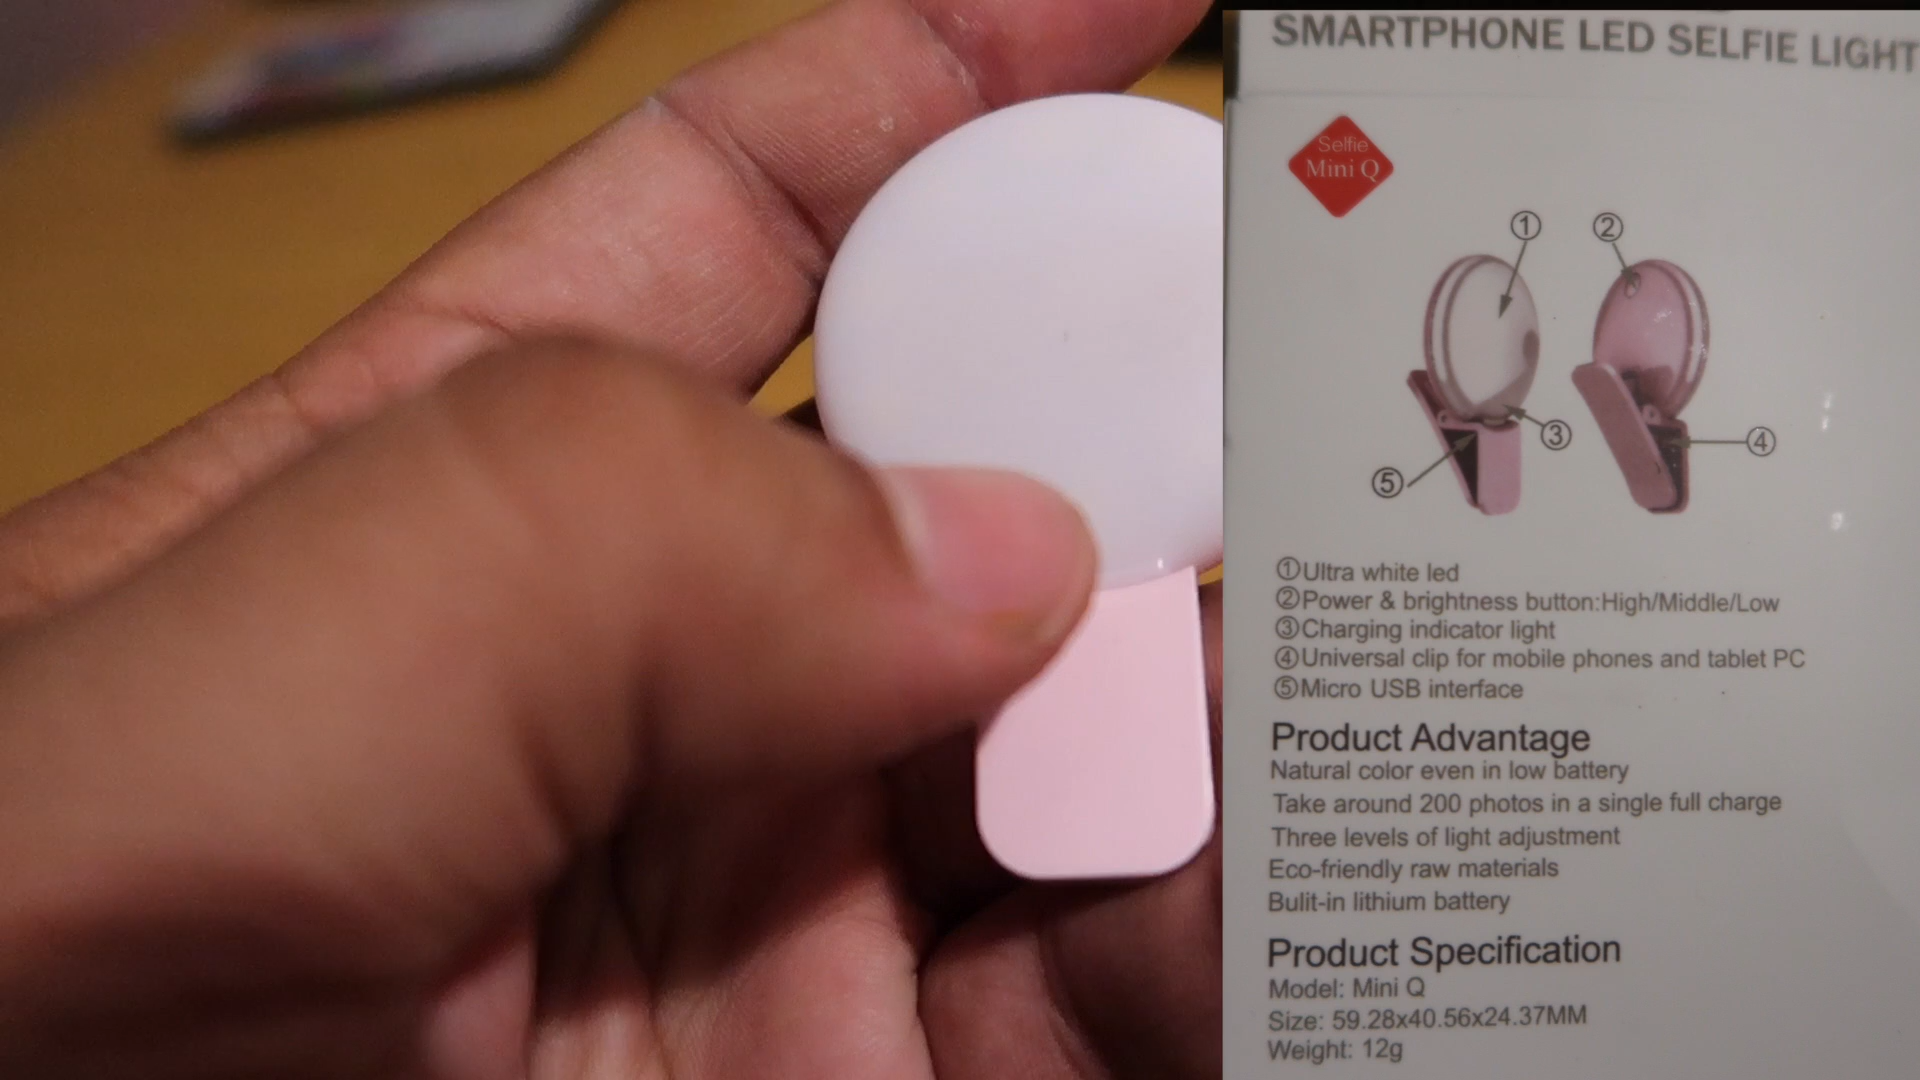 SMARTPHONE LED SELFIE LIGHT
Selfie
Mini Q
①
②
③
④
⑤
①Ultra white led
②Power & brightness button:High/Middle/Low
③Charging indicator light
④Universal clip for mobile phones and tablet PC
⑤Micro USB interface
Product Advantage
Natural color even in low battery
Take around 200 photos in a single full charge
Three levels of light adjustment
Eco-friendly raw materials
Bulit-in lithium battery
Product Specification
Model: Mini Q
Size: 59.28x40.56x24.37MM
Weight: 12g